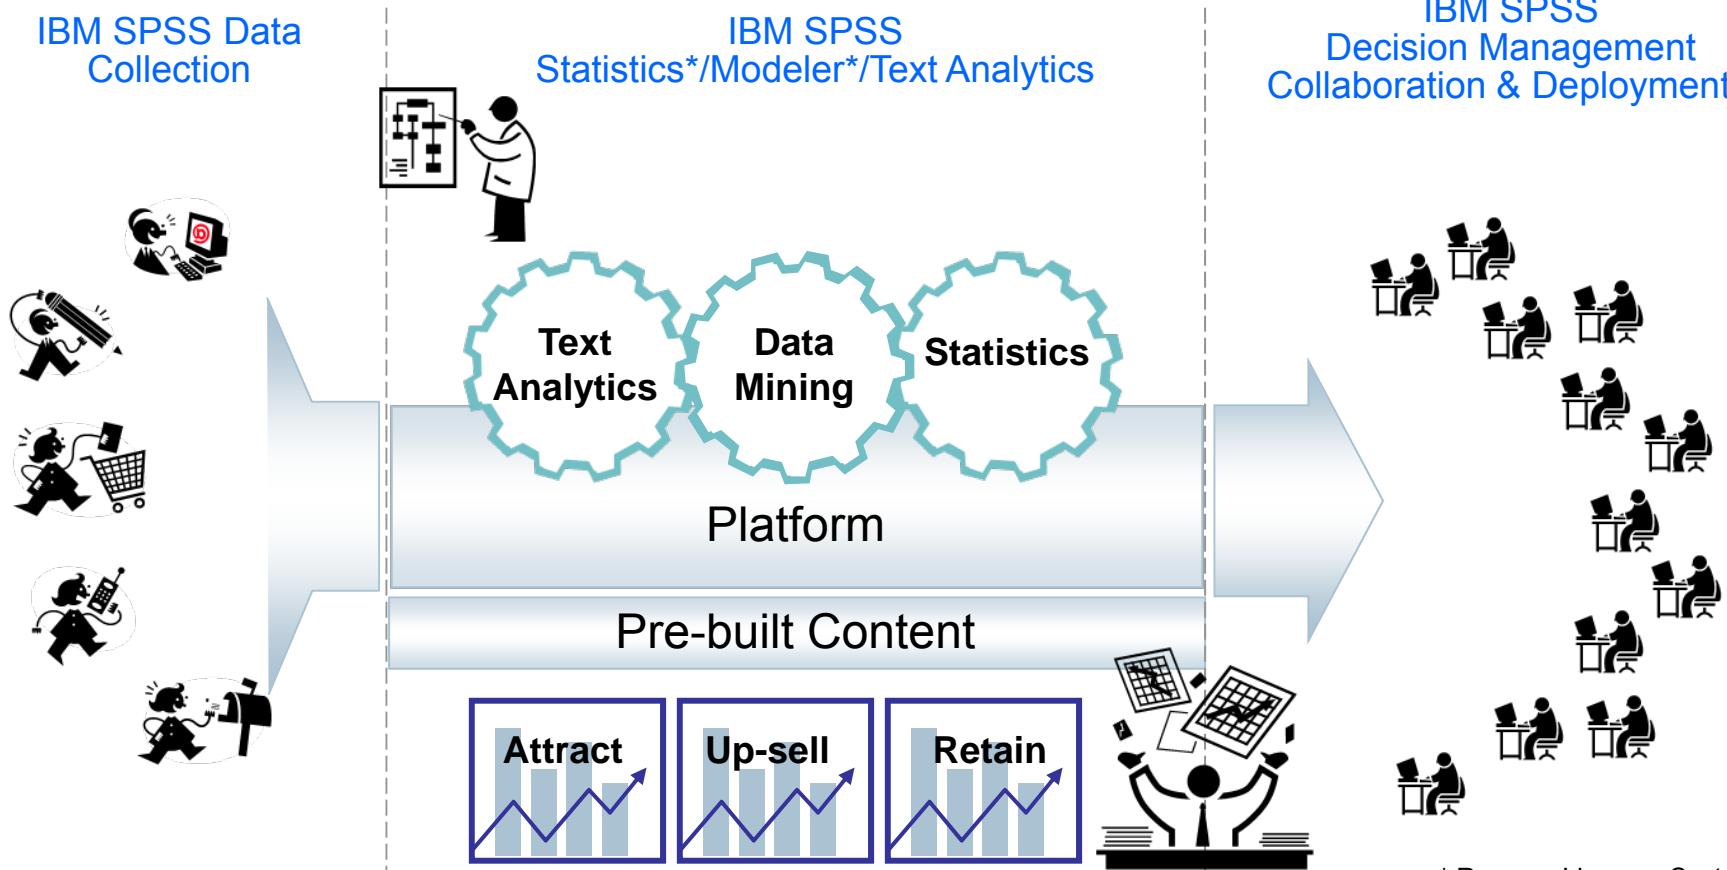 IBM SPSS Data
Collection
IBM SPSS
Statistics*/Modeler*/Text Analytics
IBM SPSS
Decision Management
Collaboration & Deployment
Text
Analytics
Data
Mining
Statistics
Platform
Pre-built Content
Attract
Up-sell
Retain